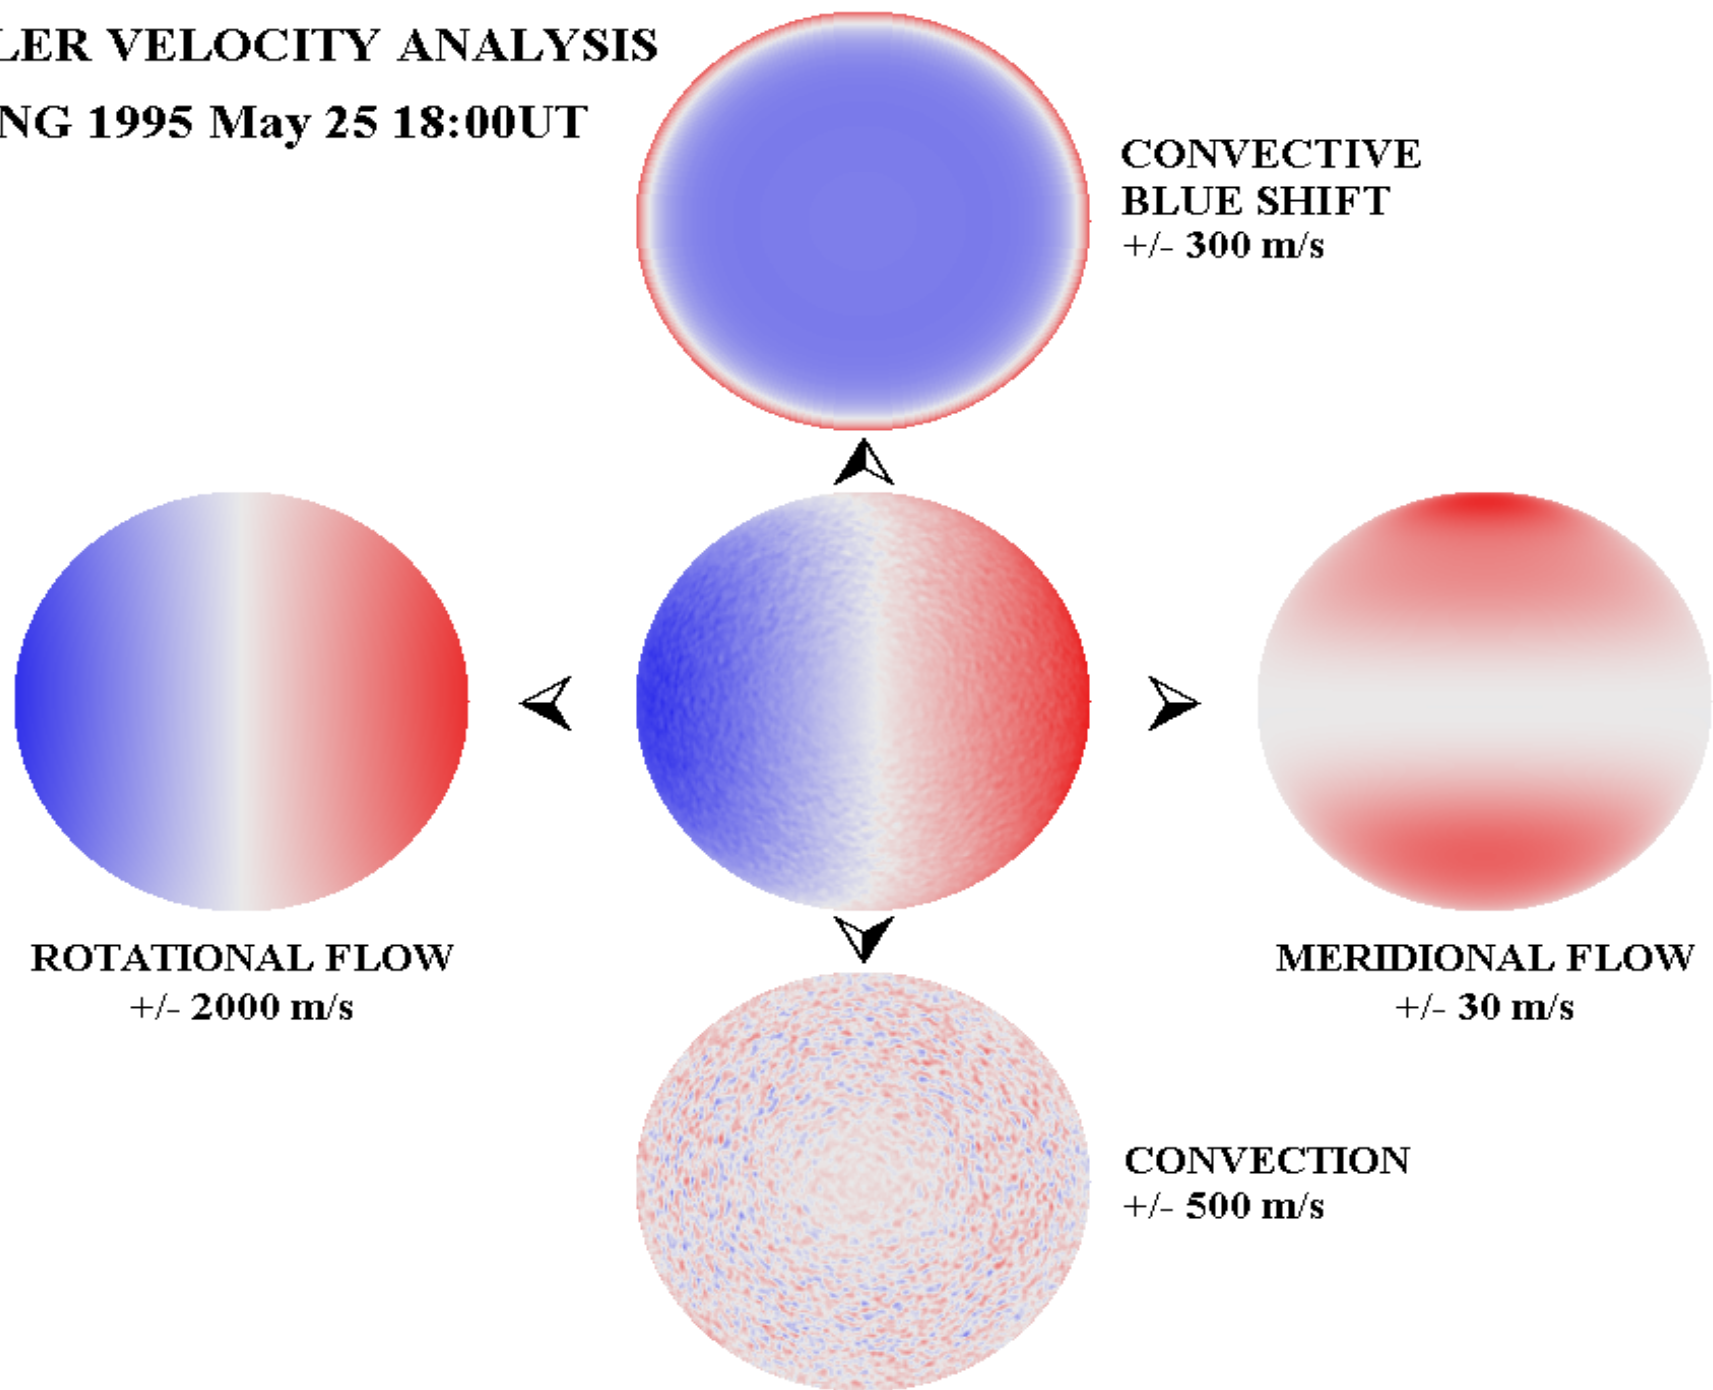 LER VELOCITY ANALYSIS
NG 1995 May 25 18:00UT
CONVECTIVE
BLUE SHIFT
+/- 300 m/s
ROTATIONAL FLOW
+/- 2000 m/s
MERIDIONAL FLOW
+/- 30 m/s
CONVECTION
+/- 500 m/s